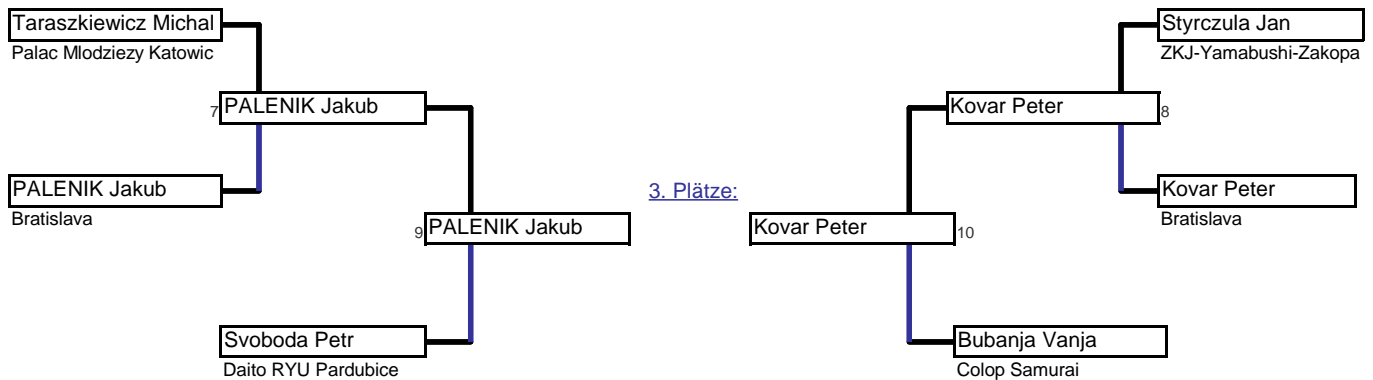 Taraszkiewicz Michal
Palac Mlodziezy Katowic
7
PALENIK Jakub
PALENIK Jakub
Bratislava
9
PALENIK Jakub
Svoboda Petr
Daito RYU Pardubice
3. Plätze:
Styrczula Jan
ZKJ-Yamabushi-Zakopa
Kovar Peter
8
Kovar Peter
Bratislava
Kovar Peter
10
Bubanja Vanja
Colop Samurai